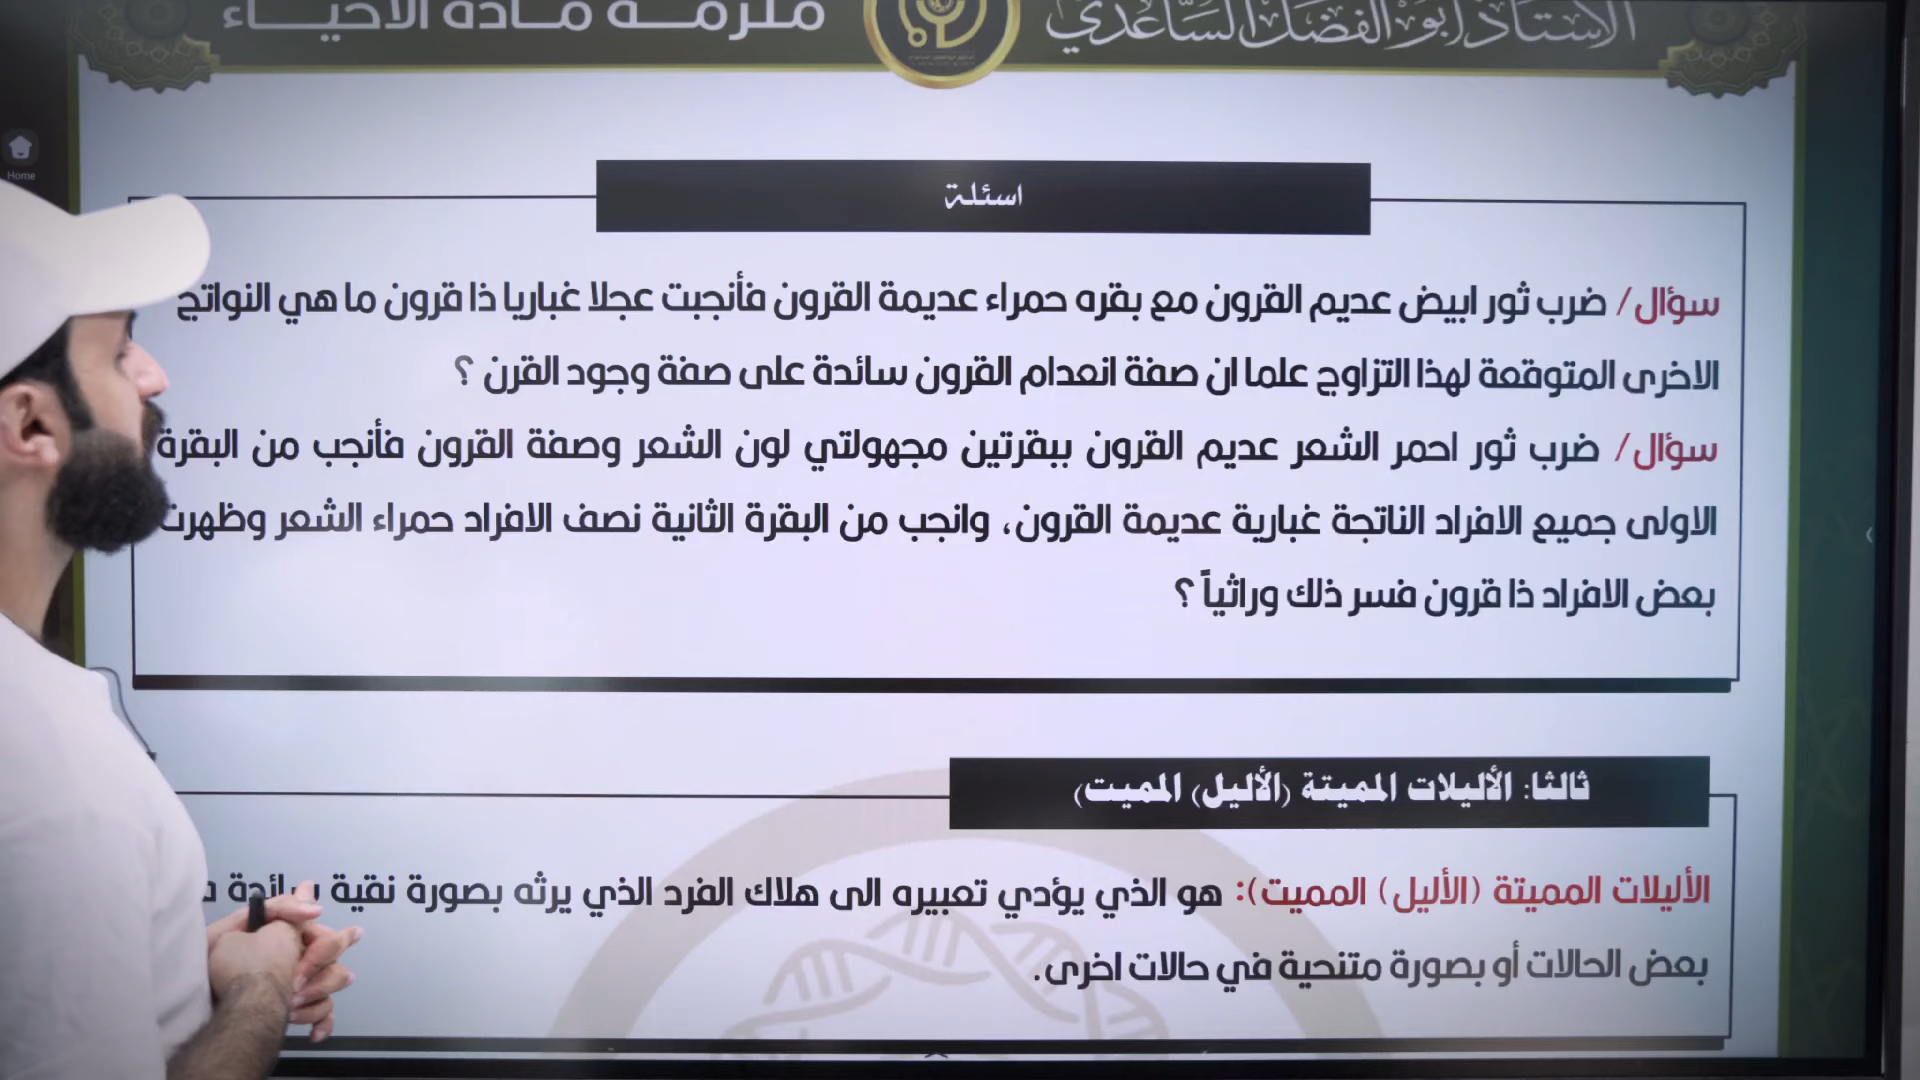 الاستاذ ابو الفضل الساعدي
ملزمـــة مـــادة الاحيـــاء
Home
اسئلة
سؤال/ ضرب ثور ابيض عديم القرون مع بقره حمراء عديمة القرون فأنجبت عجلا غباريا ذا قرون ما هي النواتج
الاخرى المتوقعة لهذا التزاوج علما ان صفة انعدام القرون سائدة على صفة وجود القرن ؟
سؤال/ ضرب ثور احمر الشعر عديم القرون ببقرتين مجهولتي لون الشعر وصفة القرون فأنجب من البقرة
الاولى جميع الافراد الناتجة غبارية عديمة القرون، وانجب من البقرة الثانية نصف الافراد حمراء الشعر وظهرت
بعض الافراد ذا قرون فسر ذلك وراثياً ؟
ثالثا: الأليلات المميتة (الأليل) المميت)
الأليلات المميتة (الأليل) المميت): هو الذي يؤدي تعبيره الى هلاك الفرد الذي يرثه بصورة نقية سائدة
بعض الحالات أو بصورة متنحية في حالات اخرى.